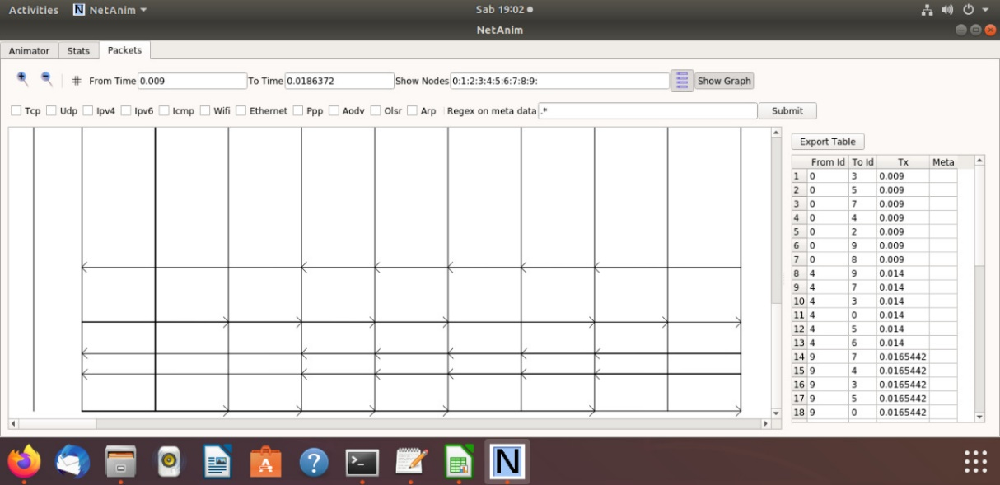 Activities NetAnim Sab 19:02
NetAnim
Animator Stats Packets
# From Time 0.009 To Time 0.0186372 Show Nodes 0:1:2:3:4:5:6:7:8:9: Show Graph
Tcp Udp Ipv4 Ipv6 Icmp Wifi Ethernet Ppp Aodv Olsr Arp Regex on meta data .* Submit
Export Table
From Id To Id Tx Meta
1 0 3 0.009
2 0 5 0.009
3 0 7 0.009
4 0 4 0.009
5 0 2 0.009
6 0 9 0.009
7 0 8 0.009
8 4 9 0.014
9 4 7 0.014
10 4 3 0.014
11 4 0 0.014
12 4 5 0.014
13 4 6 0.014
14 9 7 0.0165442
15 9 4 0.0165442
16 9 3 0.0165442
17 9 5 0.0165442
18 9 0 0.0165442